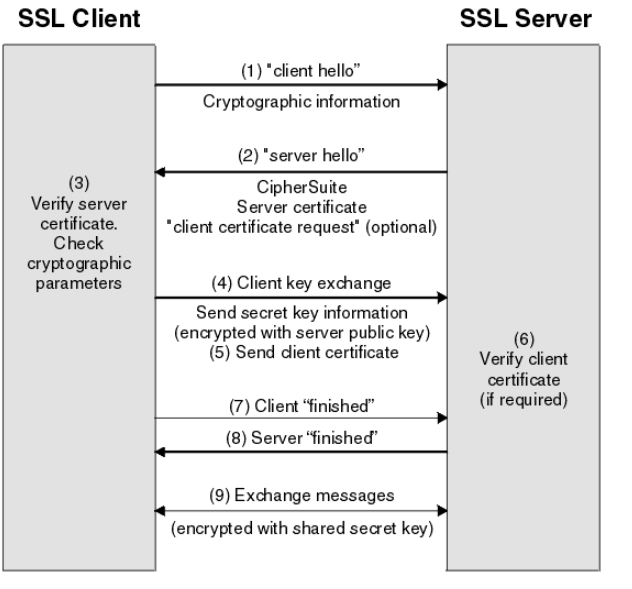 SSL Client
SSL Server
(1) "client hello”
Cryptographic information
(2) "server hello”
CipherSuite
Server certificate
"client certificate request" (optional)
(3)
Verify server
certificate.
Check
cryptographic
parameters
(4) Client key exchange
Send secret key information
(encrypted with server public key)
(5) Send client certificate
(6)
Verify client
certificate
(if required)
(7) Client “finished”
(8) Server “finished”
(9) Exchange messages
(encrypted with shared secret key)